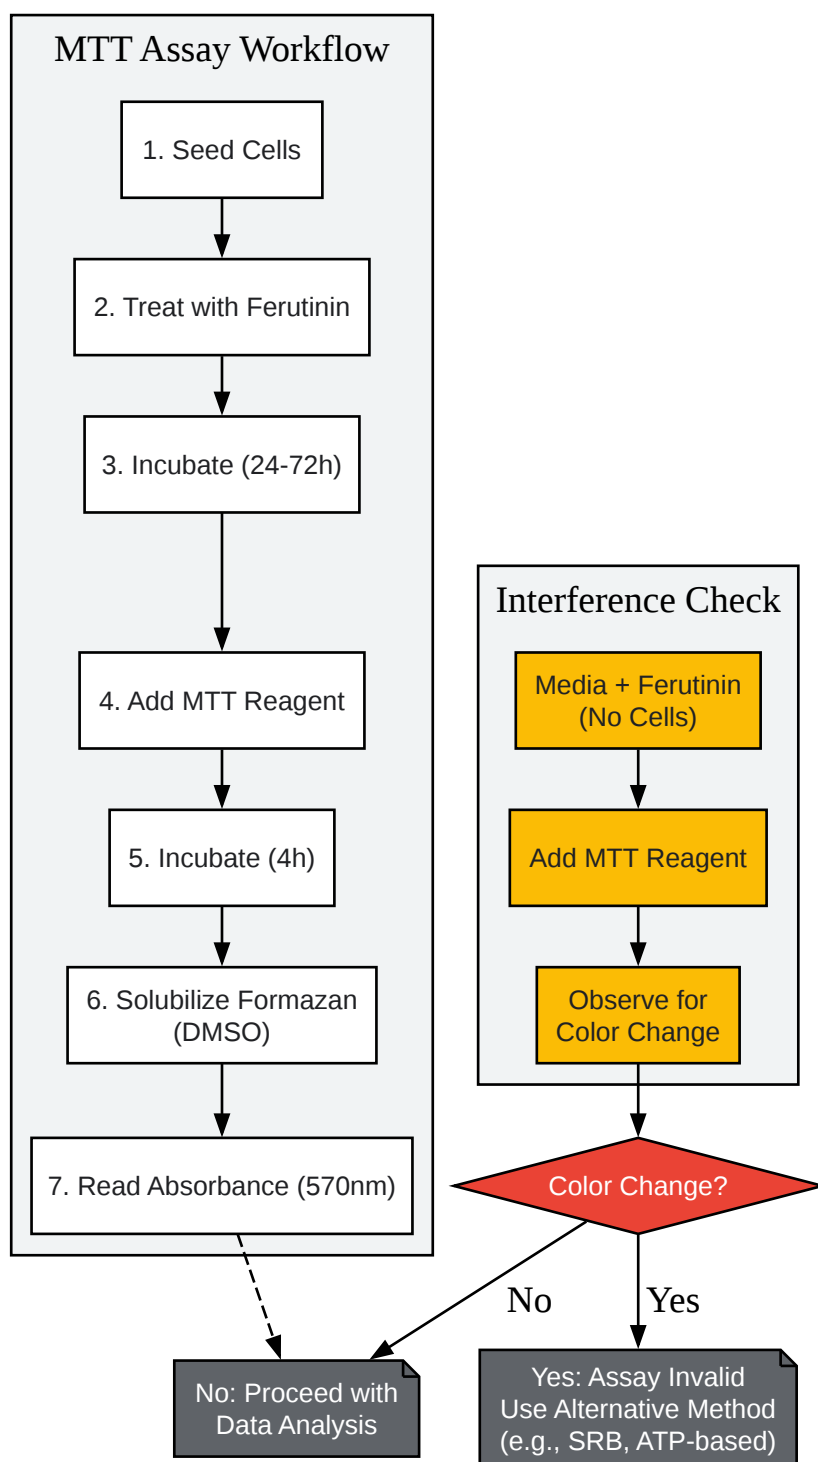 MTT Assay Workflow
1. Seed Cells
2. Treat with Ferutinin
3. Incubate (24-72h)
4. Add MTT Reagent
5. Incubate (4h)
6. Solubilize Formazan
(DMSO)
7. Read Absorbance (570nm)
Interference Check
Media + Ferutinin
(No Cells)
Add MTT Reagent
Observe for
Color Change
Color Change?
No
Yes
No: Proceed with
Data Analysis
Yes: Assay Invalid
Use Alternative Method
(e.g., SRB, ATP-based)